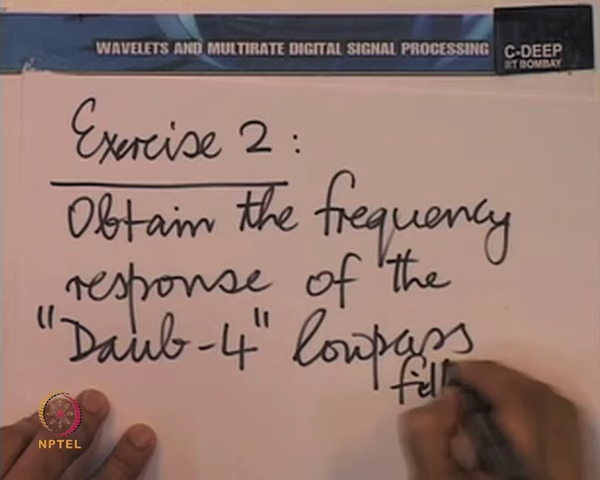 WAVELETS AND MULTIRATE DIGITAL SIGNAL PROCESSING
C-DEEP
IIT BOMBAY
Exercise 2 :
Obtain the frequency
response of the
"Daub-4" lowpass
NPTEL